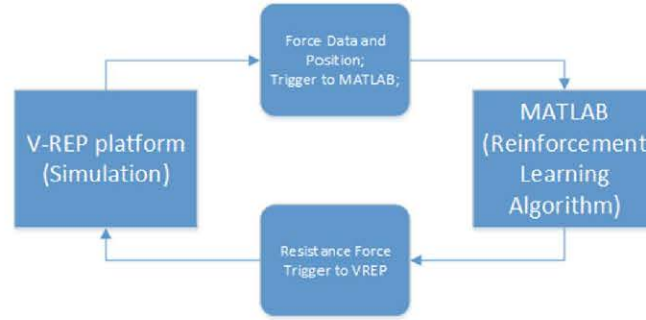 Force Data and
Position;
Trigger to MATLAB;
V-REP platform
(Simulation)
MATLAB
(Reinforcement
Learning
Algorithm)
Resistance Force
Trigger to VREP